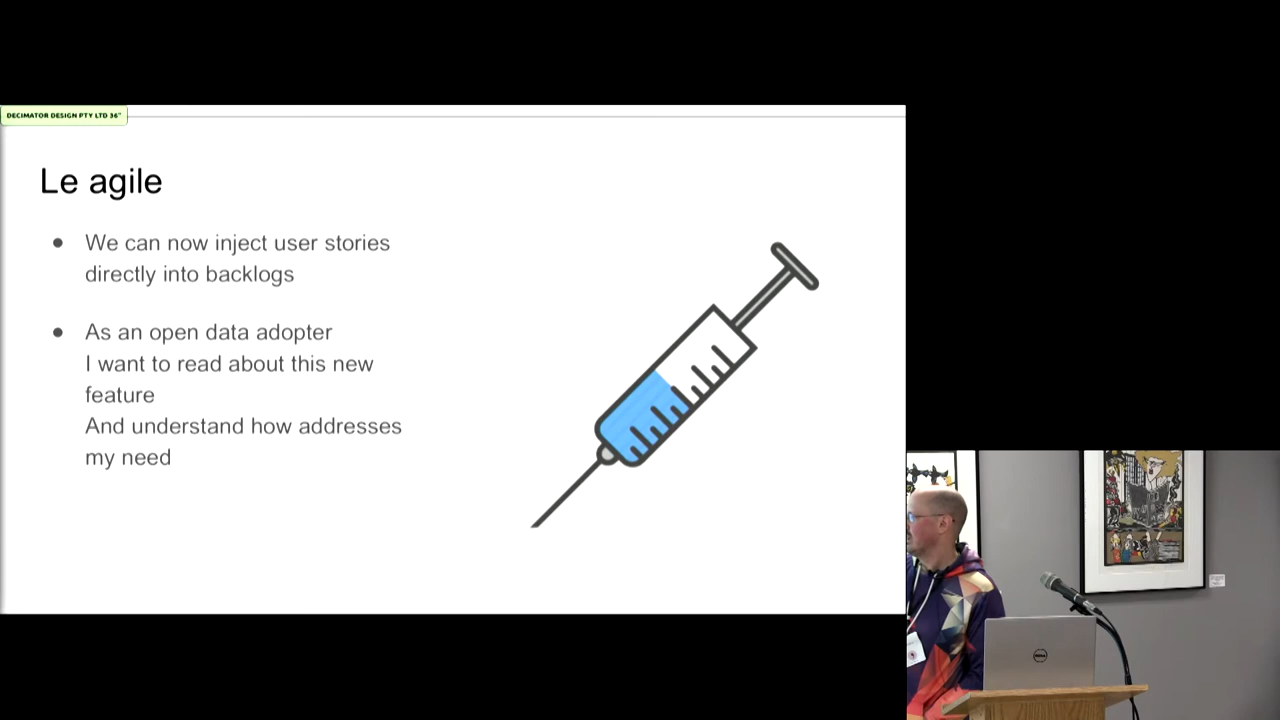 DECIMATOR DESIGN PTY LTD 36"
Le agile
We can now inject user stories
directly into backlogs
As an open data adopter
I want to read about this new
feature
And understand how addresses
my need
DELL